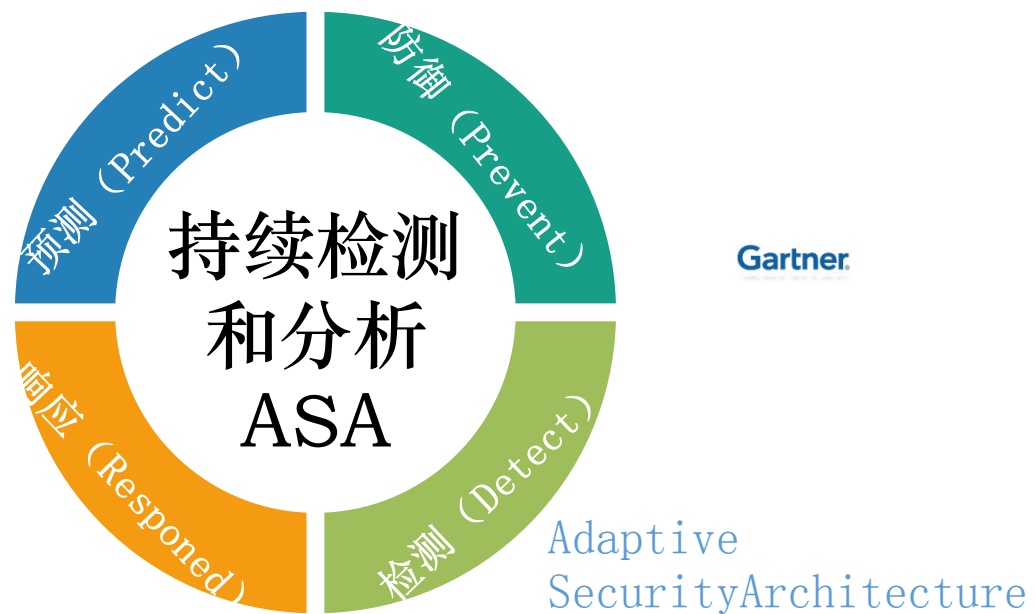 预测（Predict）
防御（Prevent）
持续检测
和分析
ASA
Gartner.
响应（Responed）
检测（Detect）
Adaptive
SecurityArchitecture